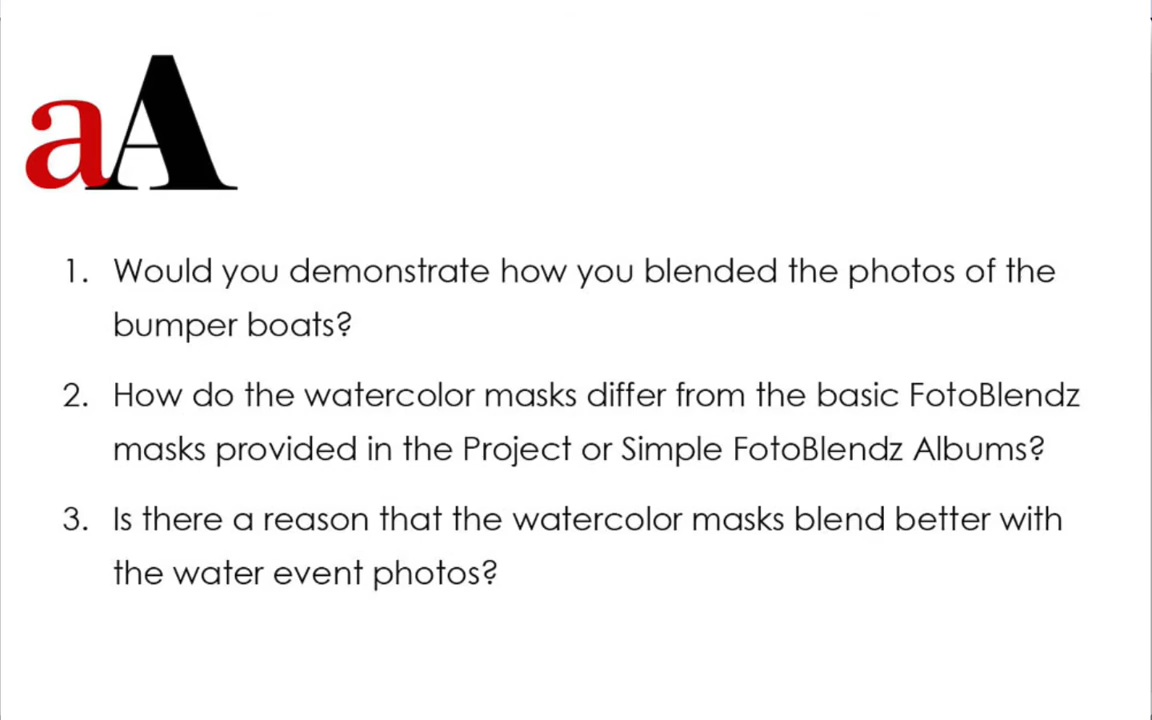 aA
1. Would you demonstrate how you blended the photos of the
bumper boats?
2. How do the watercolor masks differ from the basic FotoBlendz
masks provided in the Project or Simple FotoBlendz Albums?
3. Is there a reason that the watercolor masks blend better with
the water event photos?